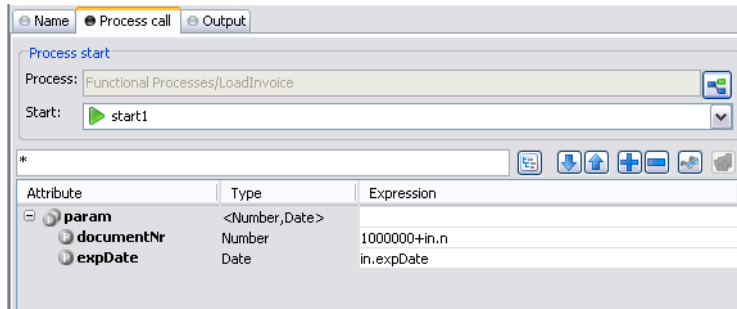 Name Process call Output
Process start
Process: Functional Processes/LoadInvoice
Start: start1
*
Attribute Type Expression
param <Number,Date>
documentNr Number 1000000+in.n
expDate Date in.expDate